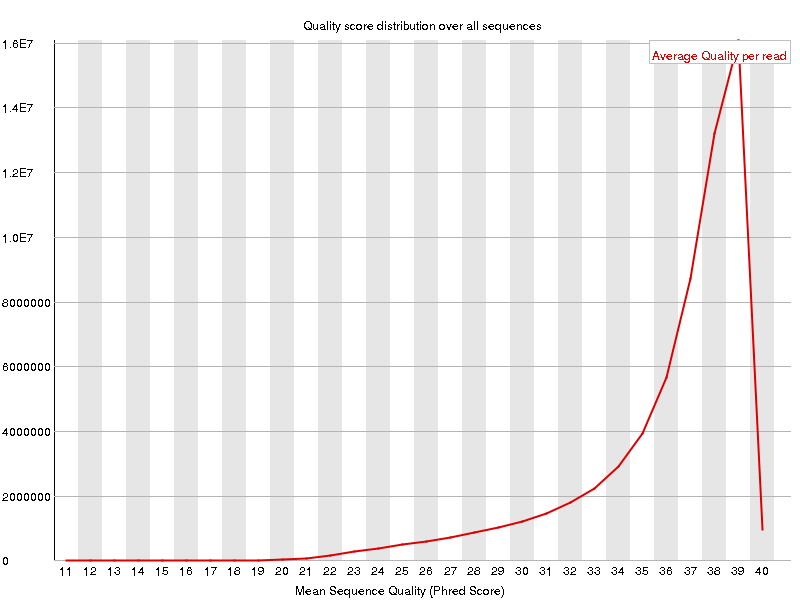 Quality score distribution over all sequences
1.6E7
Average Quality per read
1.4E7
1.2E7
1.0E7
8000000
6000000
4000000
2000000
0
11 12 13 14 15 16 17 18 19 20 21 22 23 24 25 26 27 28 29 30 31 32 33 34 35 36 37 38 39 40
Mean Sequence Quality (Phred Score)